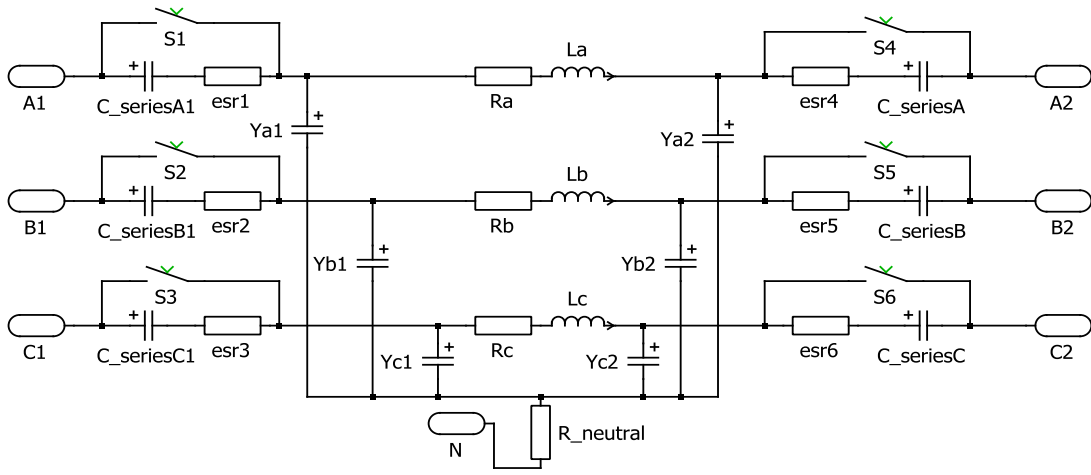 S1
S4
La
A1
C_seriesA1
esr1
Ra
esr4
C_seriesA
A2
Ya1
Ya2
S2
S5
Lb
B1
C_seriesB1
esr2
Rb
esr5
C_seriesB
B2
Yb1
Yb2
S3
S6
Lc
C1
C_seriesC1
esr3
Rc
esr6
C_seriesC
C2
Yc1
Yc2
N
R_neutral